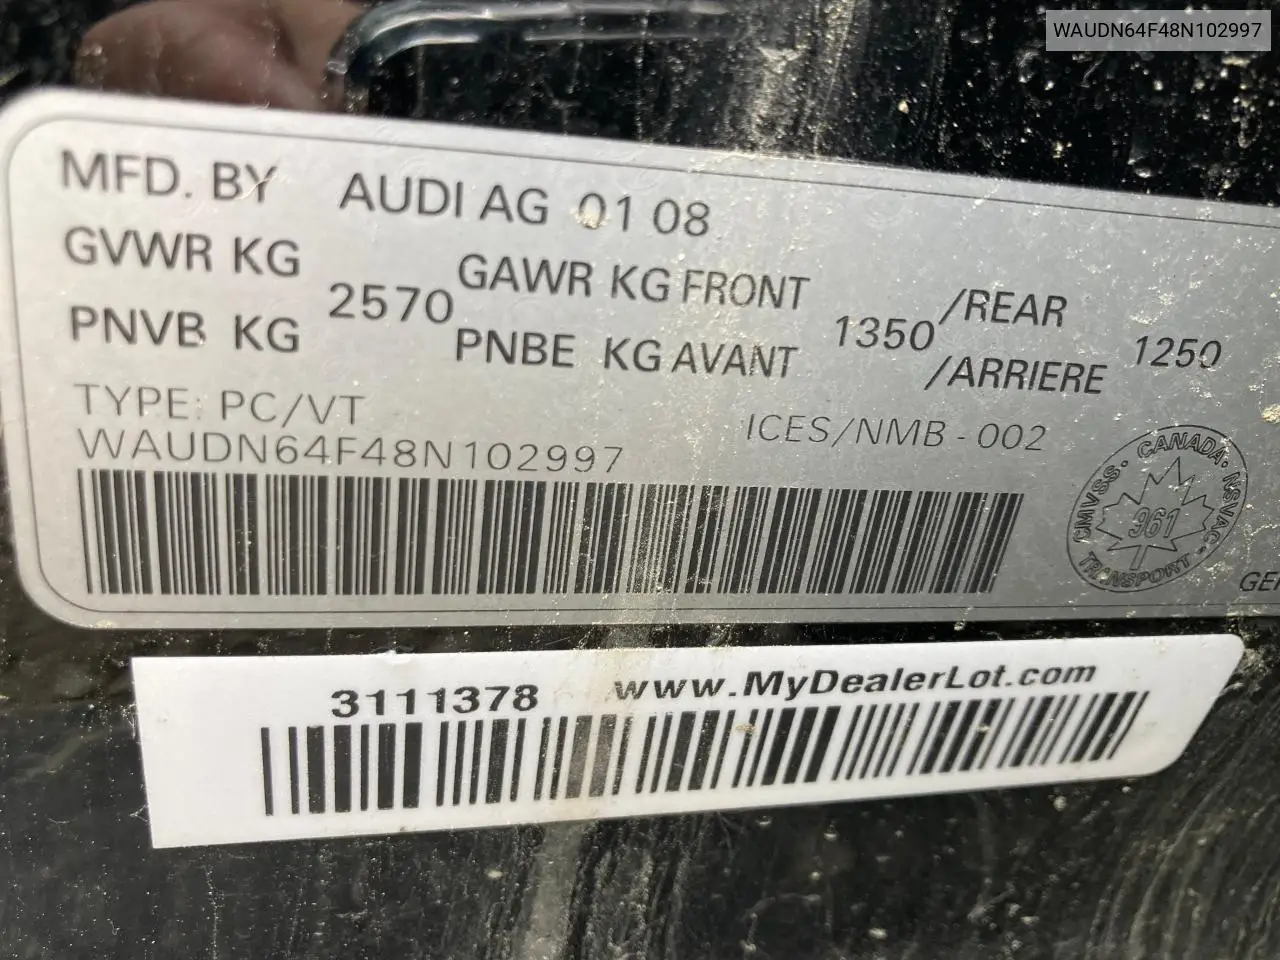 WAUDN64F48N102997
MFD. BY AUDI AG 01 08
GVWR KG 2570 GAWR KG FRONT 1350 /REAR 1250
PNVB KG PNBE KG AVANT /ARRIERE
TYPE: PC/VT ICES/NMB - 002
WAUDN64F48N102997
CMVSS · CANADA · NSVAC ·
961
TRANSPORT
3111378 www.MyDealerLot.com